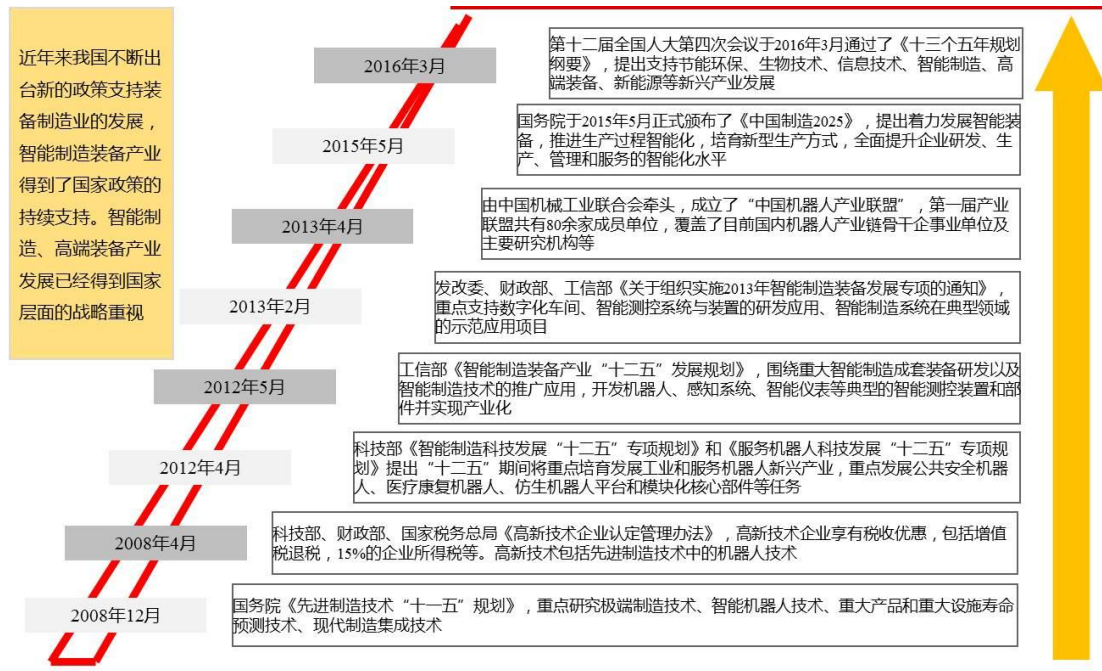 近年来我国不断出
台新的政策支持装
备制造业的发展，
智能制造装备产业
得到了国家政策的
持续支持。智能制
造、高端装备产业
发展已经得到国家
层面的战略重视
2016年3月
第十二届全国人大第四次会议于2016年3月通过了《十三个五年规划
纲要》，提出支持节能环保、生物技术、信息技术、智能制造、高
端装备、新能源等新兴产业发展
2015年5月
国务院于2015年5月正式颁布了《中国制造2025》，提出着力发展智能装
备，推进生产过程智能化，培育新型生产方式，全面提升企业研发、生
产、管理和服务的智能化水平
2013年4月
由中国机械工业联合会牵头，成立了“中国机器人产业联盟”，第一届产业
联盟共有80余家成员单位，覆盖了目前国内机器人产业链骨干企事业单位及
主要研究机构等
2013年2月
发改委、财政部、工信部《关于组织实施2013年智能制造装备发展专项的通知》，
重点支持数字化车间、智能测控系统与装置的研发应用、智能制造系统在典型领域
的示范应用项目
2012年5月
工信部《智能制造装备产业“十二五”发展规划》，围绕重大智能制造成套装备研发以及
智能制造技术的推广应用，开发机器人、感知系统、智能仪表等典型的智能测控装置和部
件并实现产业化
2012年4月
科技部《智能制造科技发展“十二五”专项规划》和《服务机器人科技发展“十二五”专项规
划》提出“十二五”期间将重点培育发展工业和服务机器人新兴产业，重点发展公共安全机器
人、医疗康复机器人、仿生机器人平台和模块化核心部件等任务
2008年4月
科技部、财政部、国家税务总局《高新技术企业认定管理办法》，高新技术企业享有税收优惠，包括增值
税退税，15%的企业所得税等。高新技术包括先进制造技术中的机器人技术
2008年12月
国务院《先进制造技术“十一五”规划》，重点研究极端制造技术、智能机器人技术、重大产品和重大设施寿命
预测技术、现代制造集成技术